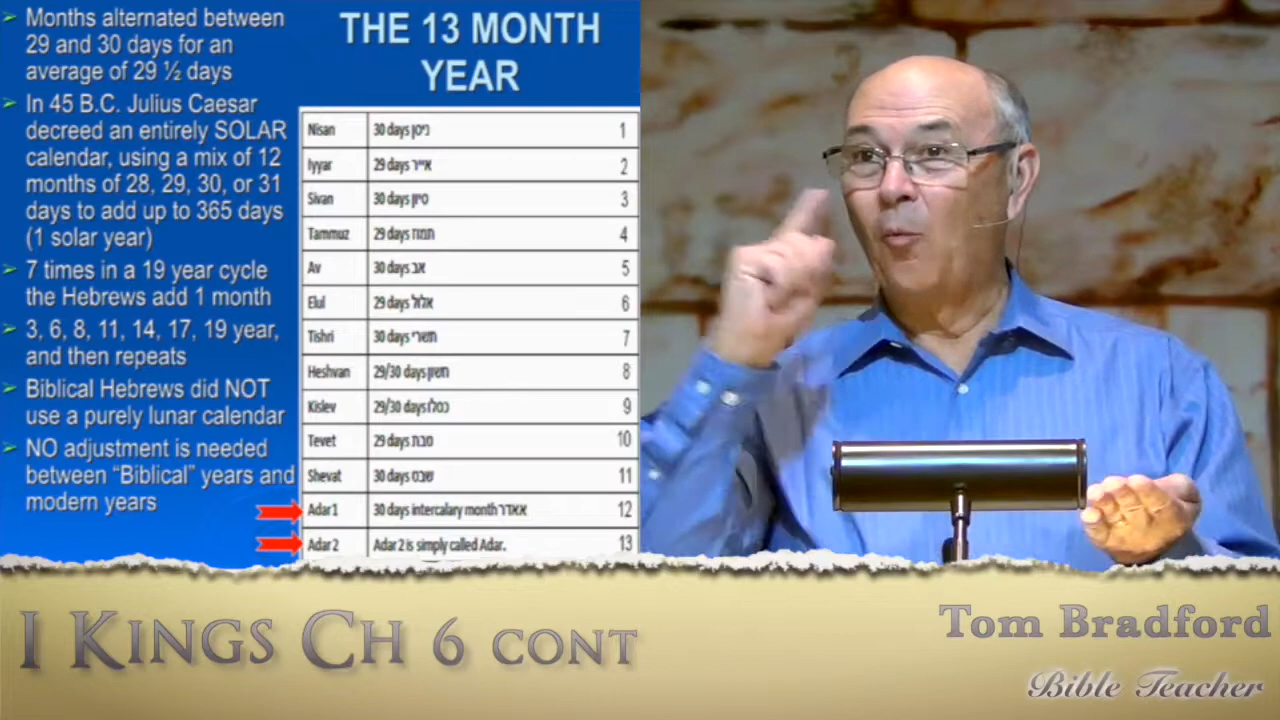 ➢ Months alternated between
29 and 30 days for an
average of 29 ½ days
➢ In 45 B.C. Julius Caesar
decreed an entirely SOLAR
calendar, using a mix of 12
months of 28, 29, 30, or 31
days to add up to 365 days
(1 solar year)
➢ 7 times in a 19 year cycle
the Hebrews add 1 month
➢ 3, 6, 8, 11, 14, 17, 19 year,
and then repeats
➢ Biblical Hebrews did NOT
use a purely lunar calendar
➢ NO adjustment is needed
between “Biblical” years and
modern years
THE 13 MONTH
YEAR
Nisan 30 days ניסן 1
Iyyar 29 days אייר 2
Sivan 30 days סיון 3
Tammuz 29 days תמוז 4
Av 30 days אב 5
Elul 29 days אלול 6
Tishri 30 days תשרי 7
Heshvan 29/30 days חשון 8
Kislev 29/30 days כסלו 9
Tevet 29 days טבת 10
Shevat 30 days שבט 11
Adar1 30 days intercalary month 12
Adar 2 Adar 2 is simply called Adar. 13
I KINGS CH 6 CONT
Tom Bradford
Bible Teacher